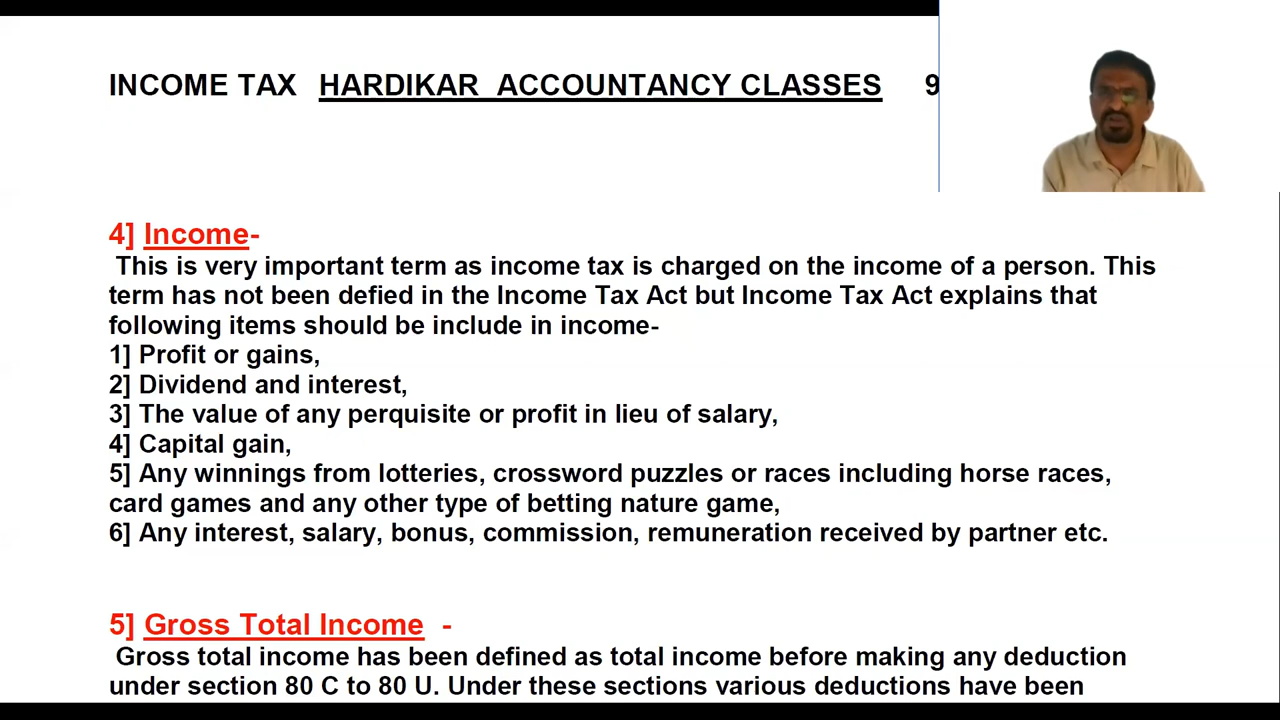 INCOME TAX HARDIKAR ACCOUNTANCY CLASSES 9
4] Income-
This is very important term as income tax is charged on the income of a person. This
term has not been defied in the Income Tax Act but Income Tax Act explains that
following items should be include in income-
1] Profit or gains,
2] Dividend and interest,
3] The value of any perquisite or profit in lieu of salary,
4] Capital gain,
5] Any winnings from lotteries, crossword puzzles or races including horse races,
card games and any other type of betting nature game,
6] Any interest, salary, bonus, commission, remuneration received by partner etc.
5] Gross Total Income -
Gross total income has been defined as total income before making any deduction
under section 80 C to 80 U. Under these sections various deductions have been